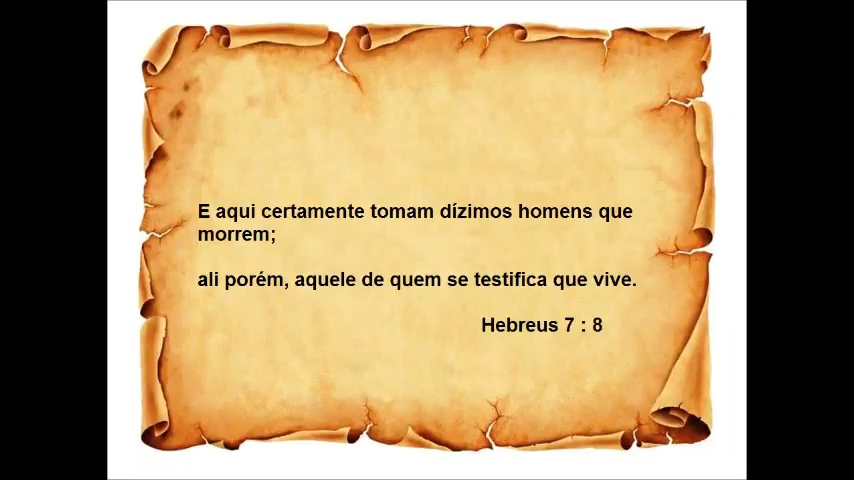 E aqui certamente tomam dízimos homens que
morrem;
ali porém, aquele de quem se testifica que vive.
Hebreus 7 : 8